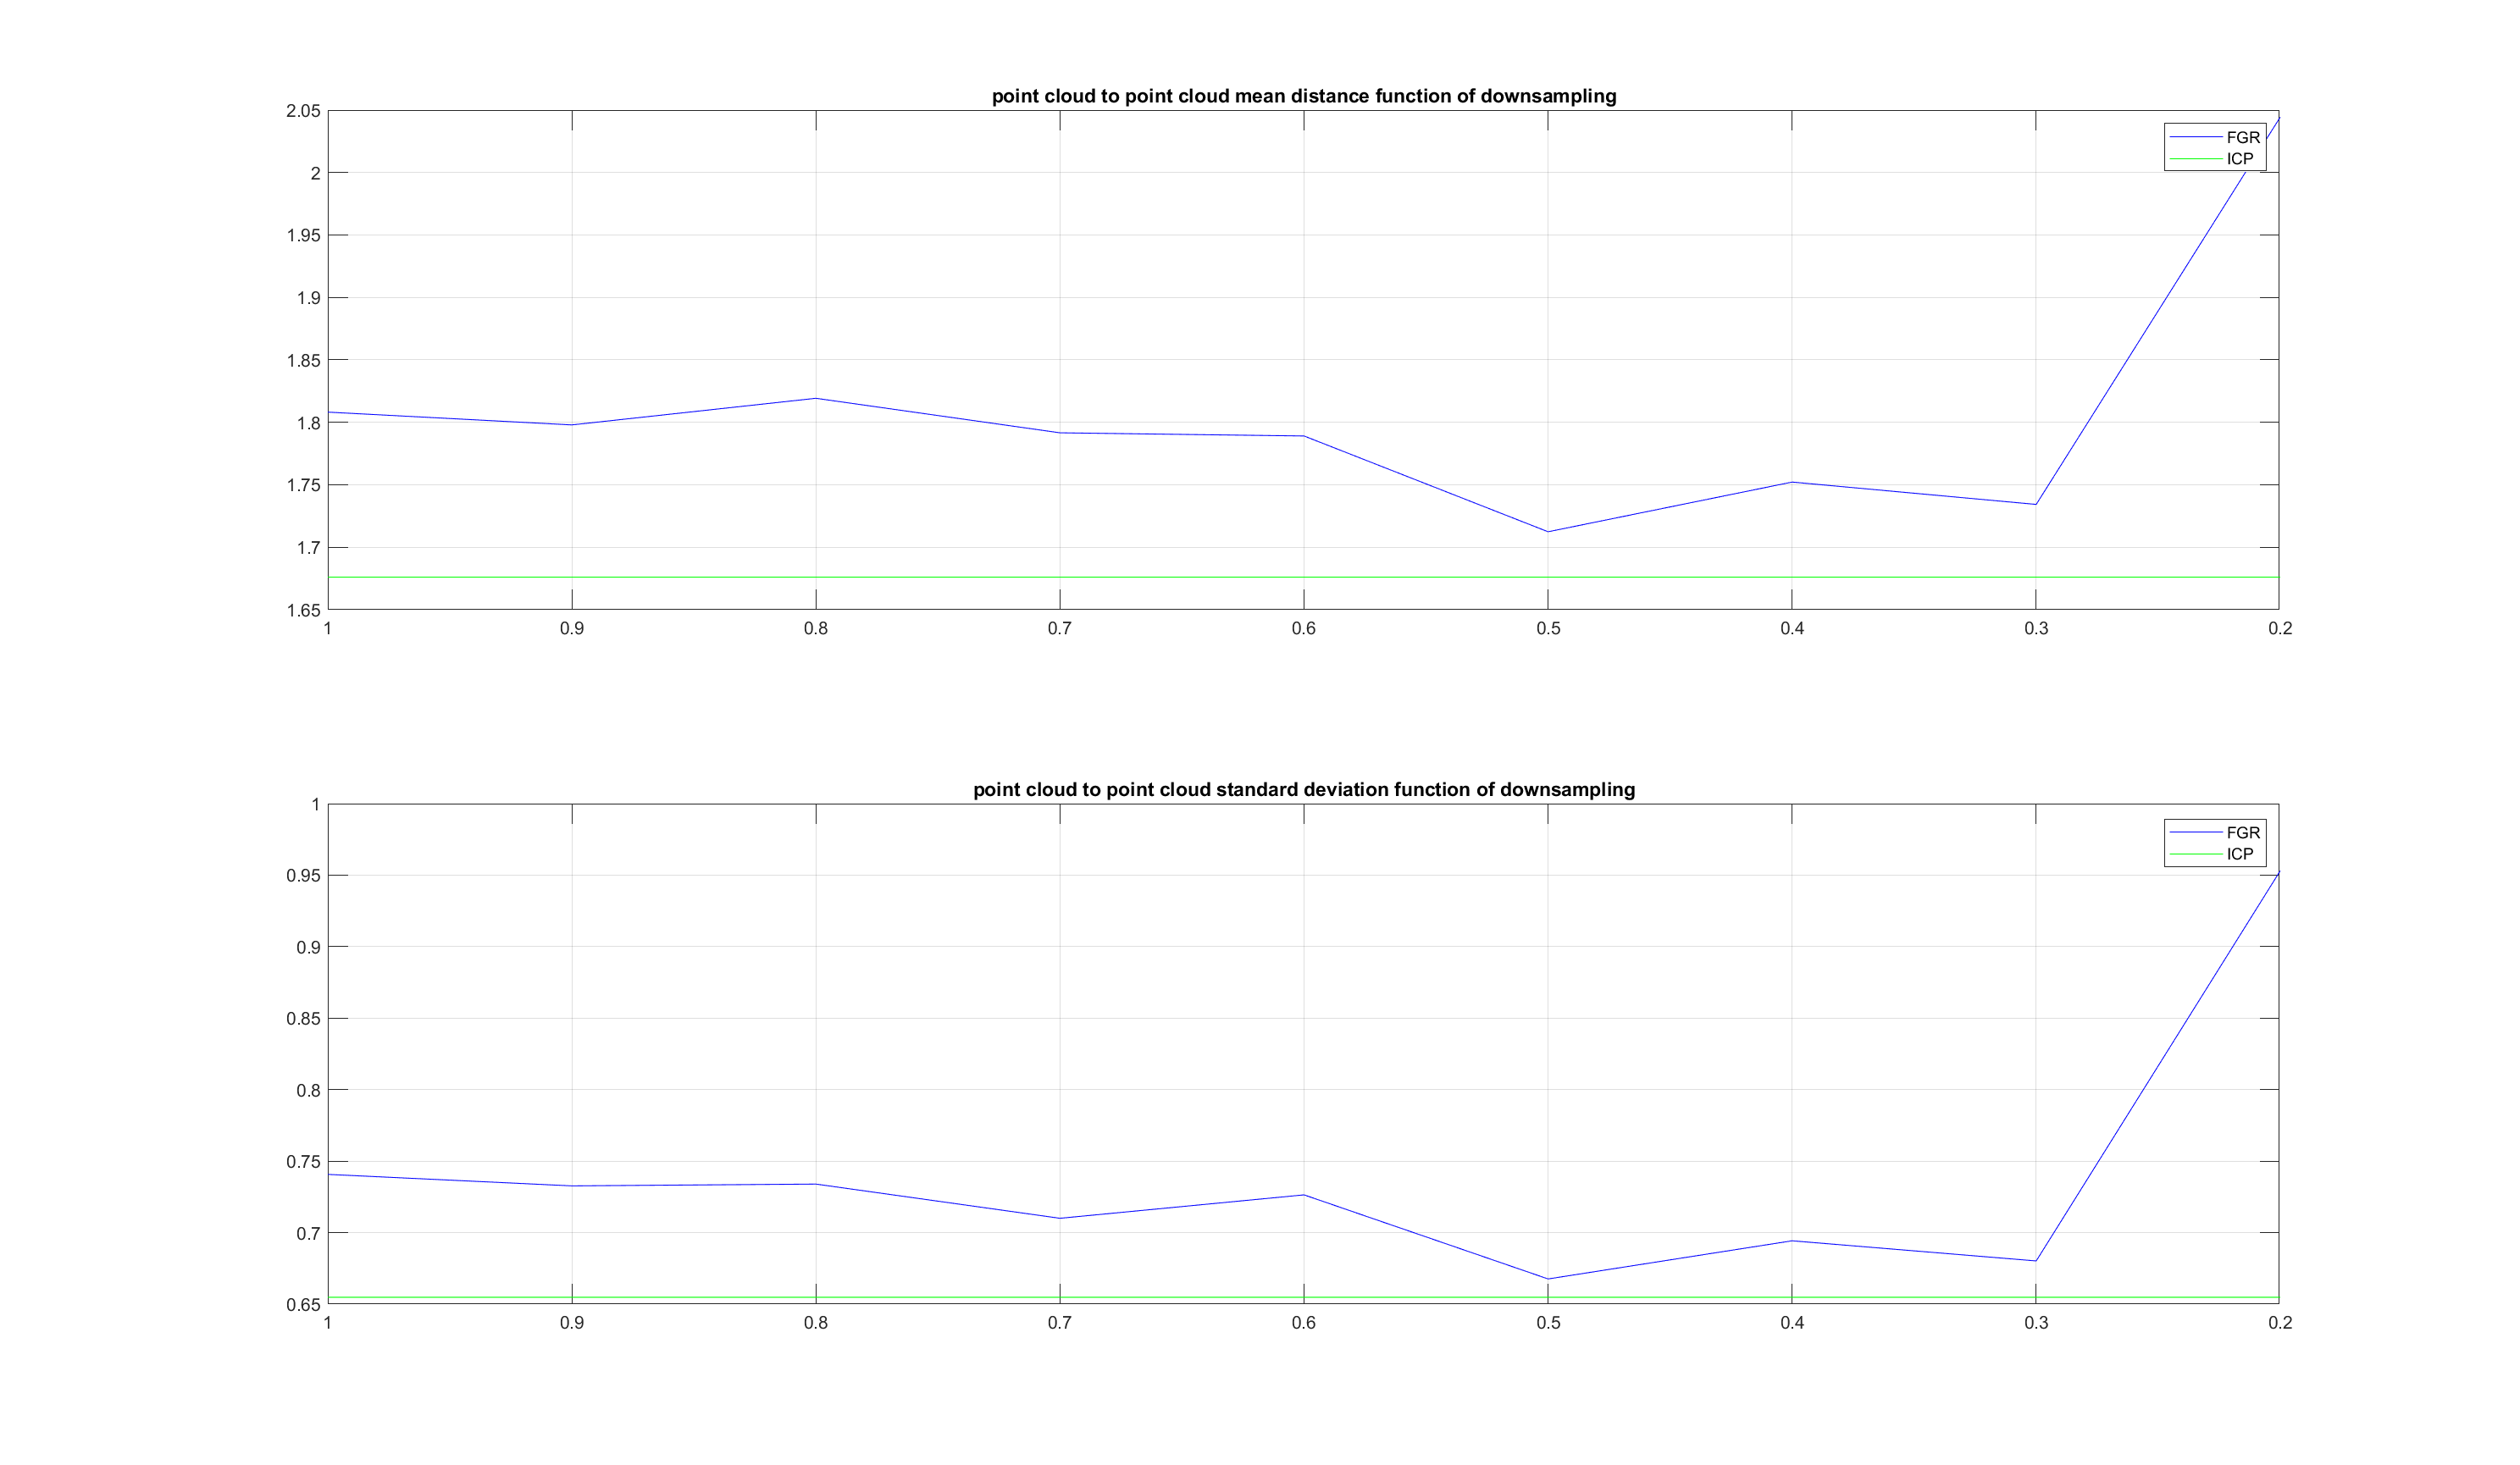 point cloud to point cloud mean distance function of downsampling
2.05
2
1.95
1.9
1.85
1.8
1.75
1.7
1.65
FGR
ICP
1 0.9 0.8 0.7 0.6 0.5 0.4 0.3 0.2
point cloud to point cloud standard deviation function of downsampling
1
0.95
0.9
0.85
0.8
0.75
0.7
0.65
FGR
ICP
1 0.9 0.8 0.7 0.6 0.5 0.4 0.3 0.2